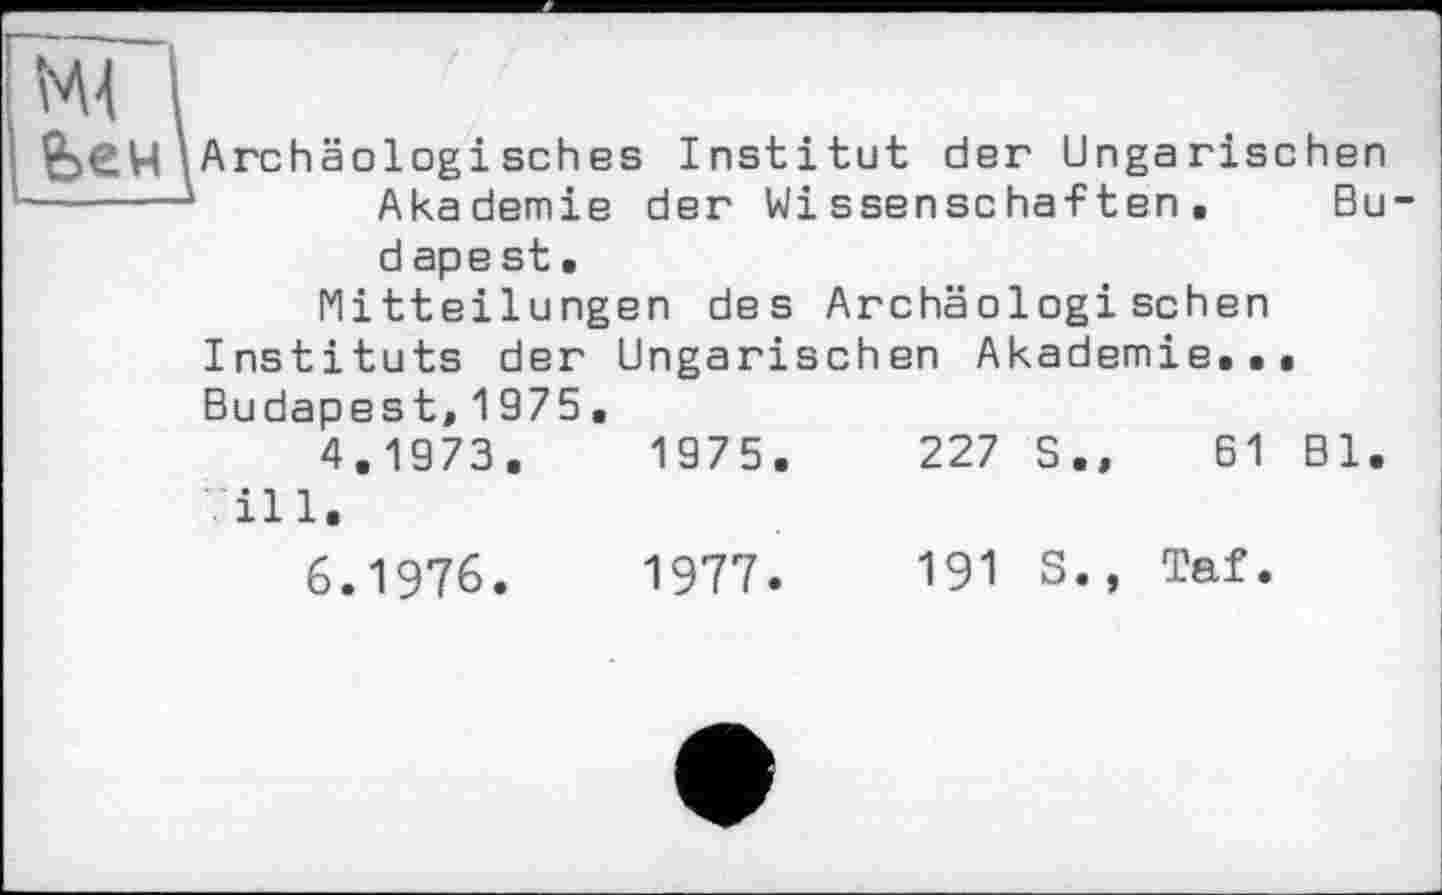 М4
Вен
Archäologisches Institut der Ungarischen
Akademie der Wissenschaften. Bu-
dapest.
Mitteilungen des Archäologischen
Instituts der Ungarischen Akademie...
Budapest,1975.
4.1973. 1975. 227 S., 61 Bl.
ill.
6.1976. 1977. 191 S., Taf.